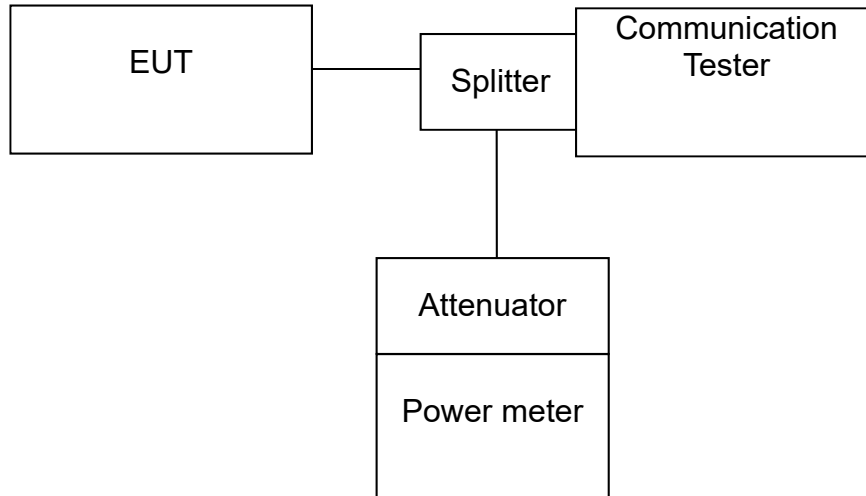 EUT
Splitter
Communication
Tester
Attenuator
Power meter